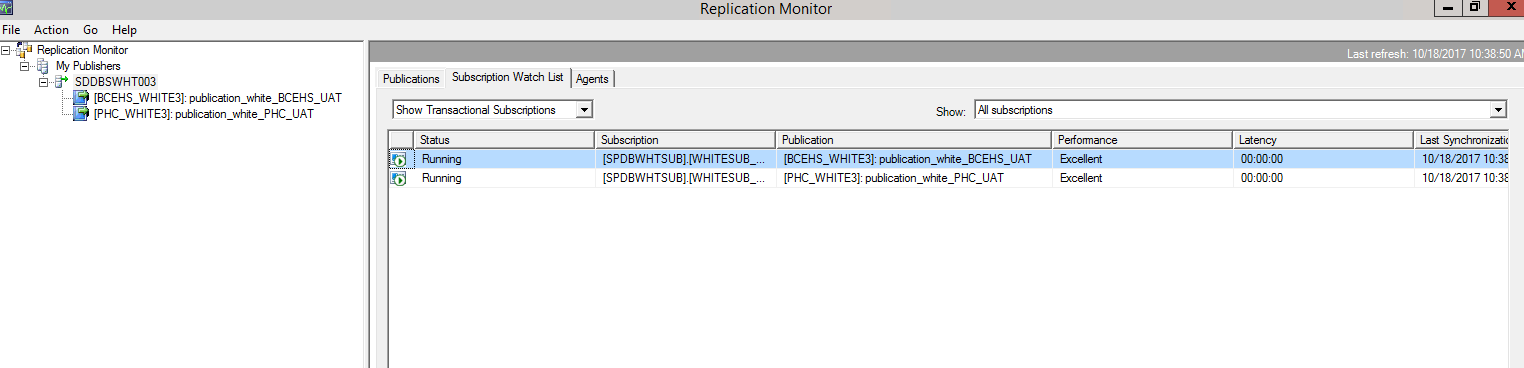 Replication Monitor
File Action Go Help
Replication Monitor
My Publishers
SDDBSWHT003
[BCEHS_WHITE3]: publication_white_BCEHS_UAT
[PHC_WHITE3]: publication_white_PHC_UAT
Last refresh: 10/18/2017 10:38:50 AM
Publications Subscription Watch List Agents
Show Transactional Subscriptions Show: All subscriptions
Status Subscription Publication Performance Latency Last Synchronizatio
Running [SPDBWHTSUB].[WHITESUB_... [BCEHS_WHITE3]: publication_white_BCEHS_UAT Excellent 00:00:00 10/18/2017 10:38
Running [SPDBWHTSUB].[WHITESUB_... [PHC_WHITE3]: publication_white_PHC_UAT Excellent 00:00:00 10/18/2017 10:38